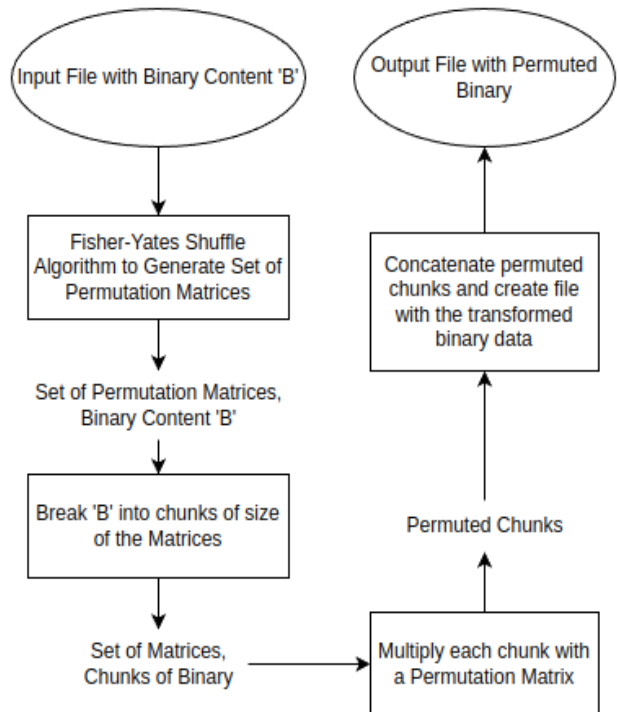 Input File with Binary Content 'B'
Fisher-Yates Shuffle
Algorithm to Generate Set of
Permutation Matrices
Set of Permutation Matrices,
Binary Content 'B'
Break 'B' into chunks of size
of the Matrices
Set of Matrices,
Chunks of Binary
Multiply each chunk with
a Permutation Matrix
Permuted Chunks
Concatenate permuted
chunks and create file
with the transformed
binary data
Output File with Permuted
Binary